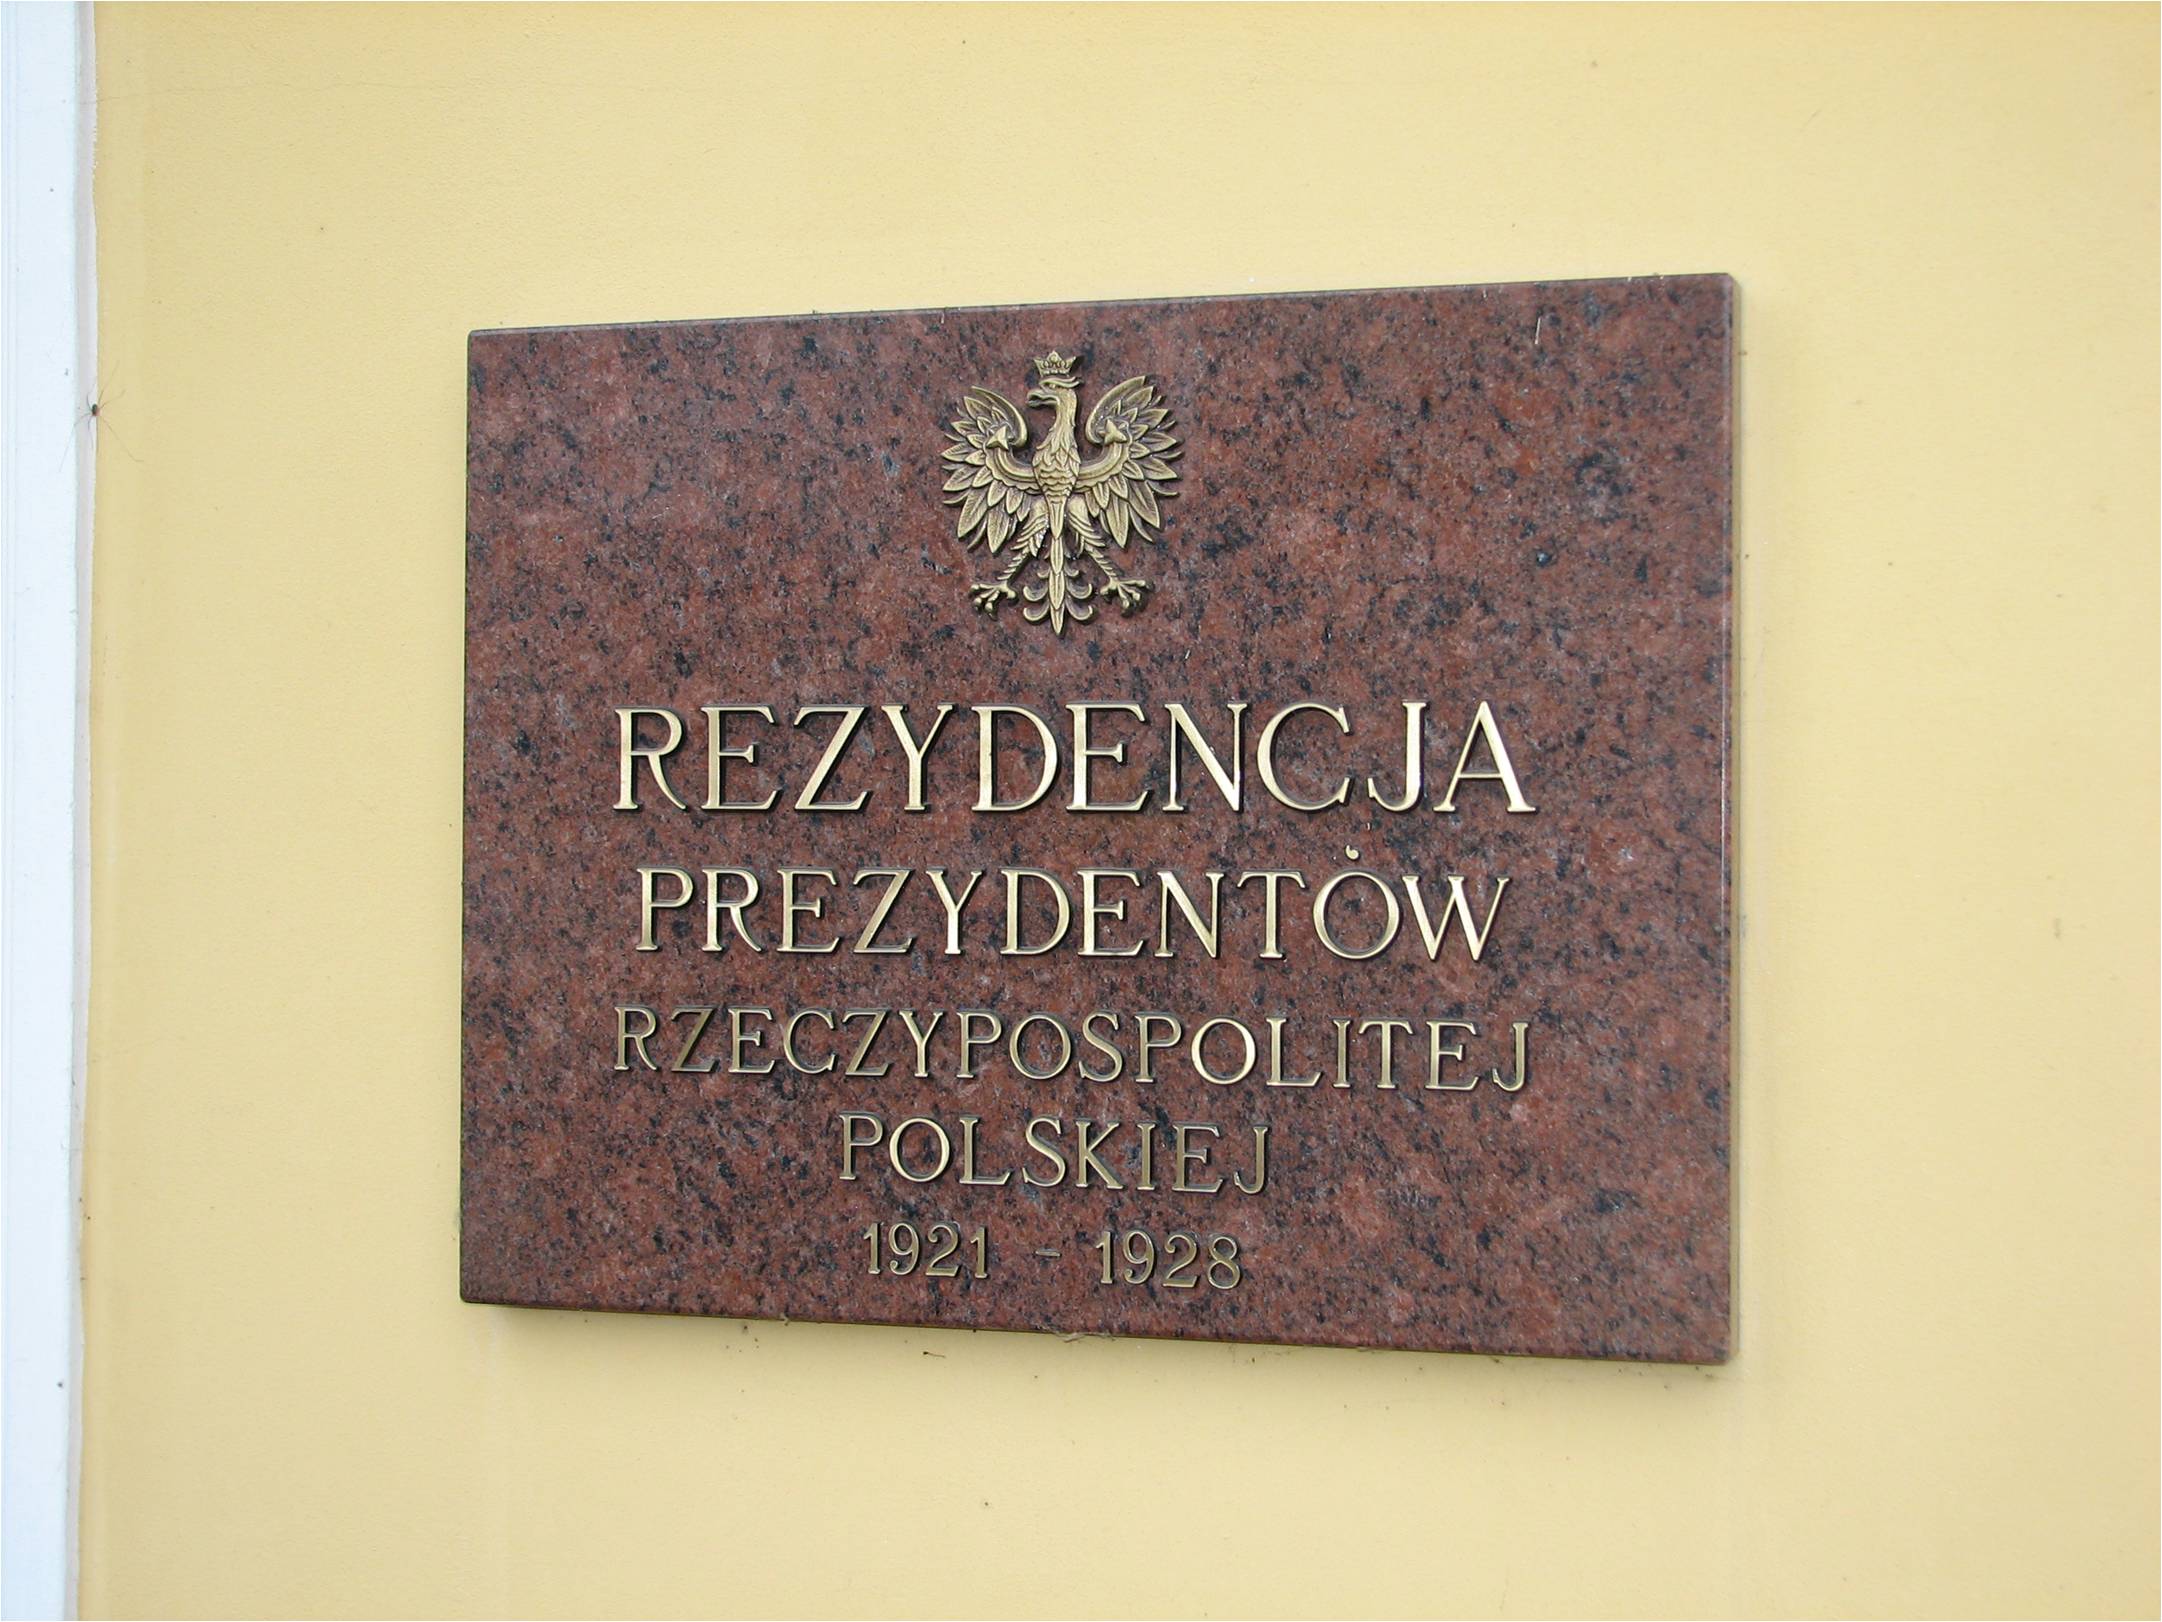 REZYDENCJA
PREZYDENTÓW
RZECZYPOSPOLITEJ
POLSKIEJ
1921 - 1928